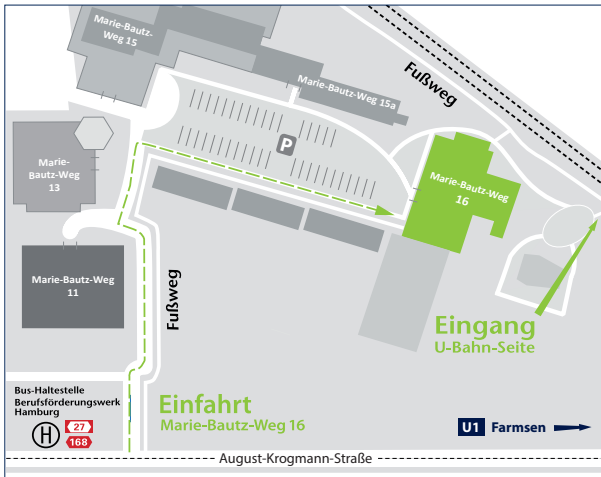 Marie-Bautz-
Weg 15
Fußweg
Marie-Bautz-Weg 15a
P
Marie-
Bautz-Weg
13
Marie-Bautz-Weg
16
Marie-Bautz-Weg
11
Fußweg
Eingang
U-Bahn-Seite
Bus-Haltestelle
Berufsförderungswerk
Hamburg
H
27
168
Einfahrt
Marie-Bautz-Weg 16
U1 Farmsen
August-Krogmann-Straße